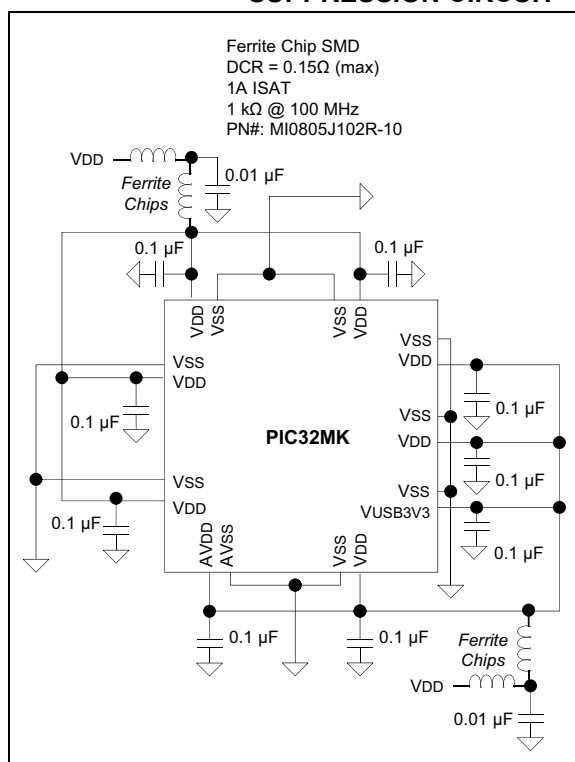 Ferrite Chip SMD
DCR = 0.15Ω (max)
1A ISAT
1 kΩ @ 100 MHz
PN#: MI0805J102R-10
VDD
0.01 µF
Ferrite
Chips
0.1 µF
0.1 µF
VDD
VSS
VSS
VDD
VSS
VDD
VSS
VDD
0.1 µF
0.1 µF
VSS
VDD
PIC32MK
VSS
VDD
0.1 µF
0.1 µF
VSS
VUSB3V3
0.1 µF
AVDD
AVSS
VSS
VDD
0.1 µF
0.1 µF
Ferrite
Chips
VDD
0.01 µF